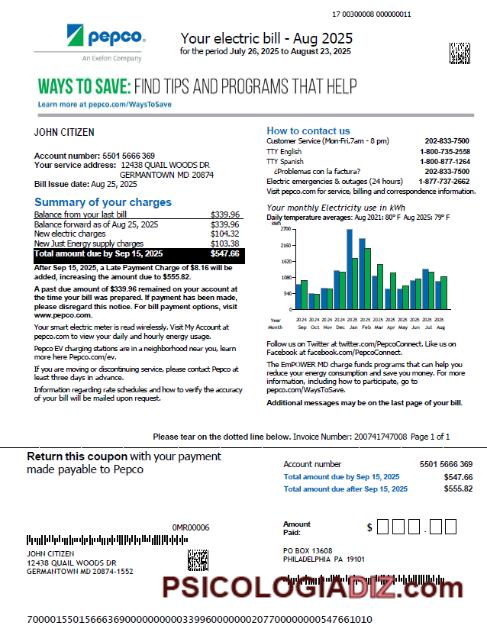 17 00300008 000000011
pepco.
An Exelon Company
Your electric bill - Aug 2025
for the period July 26, 2025 to August 23, 2025
WAYS TO SAVE: FIND TIPS AND PROGRAMS THAT HELP
Learn more at pepco.com/WaysToSave
JOHN CITIZEN
Account number: 5501 5666 369
Your service address: 12438 QUAIL WOODS DR
GERMANTOWN MD 20874
Bill Issue date: Aug 25, 2025
Summary of your charges
Balance from your last bill $339.96
Balance forward as of Aug 25, 2025 $339.96
New electric charges $104.32
New Just Energy supply charges $103.38
Total amount due by Sep 15, 2025 $547.66
After Sep 15, 2025, a Late Payment Charge of $8.16 will be
added, increasing the amount due to $555.82.
A past due amount of $339.96 remained on your account at
the time your bill was prepared. If payment has been made,
please disregard this notice. For bill payment options, visit
www.pepco.com.
Your smart electric meter is read wirelessly. Visit My Account at
pepco.com to view your daily and hourly energy usage.
Pepco EV charging stations are in a neighborhood near you, learn
more here Pepco.com/ev.
If you are moving or discontinuing service, please contact Pepco at
least three days in advance.
Information regarding rate schedules and how to verify the accuracy
of your bill will be mailed upon request.
How to contact us
Customer Service (Mon-Fri,7am - 8 pm) 202-833-7500
TTY English 1-800-735-2558
TTY Spanish 1-800-877-1264
¿Problemas con la factura? 202-833-7500
Electric emergencies & outages (24 hours) 1-877-737-2662
Visit pepco.com for service, billing and correspondence information.
Your monthly Electricity use in kWh
Daily temperature averages: Aug 2021: 80° F Aug 2025: 79° F
kWh
2700
2160
1620
1080
540
0
Year 2024 2024 2024 2024 2025 2025 2025 2025 2025 2025 2025 2025
Month Sep Oct Nov Dec Jan Feb Mar Apr May Jun Jul Aug
Follow us on Twitter at twitter.com/PepcoConnect. Like us on
Facebook at facebook.com/PepcoConnect.
The EmPOWER MD charge funds programs that can help you
reduce your energy consumption and save you money. For more
information, including how to participate, go to
pepco.com/WaysToSave.
Additional messages may be on the last page of your bill.
Please tear on the dotted line below. Invoice Number: 200741747008 Page 1 of 1
Return this coupon with your payment
made payable to Pepco
Account number 5501 5666 369
Total amount due by Sep 15, 2025 $547.66
Total amount due after Sep 15, 2025 $555.82
0MR00006
Amount
Paid: $ .
JOHN CITIZEN
12438 QUAIL WOODS DR
GERMANTOWN MD 20874-1552
PO BOX 13608
PHILADELPHIA PA 19101
PSICOLOGIADIZ.com